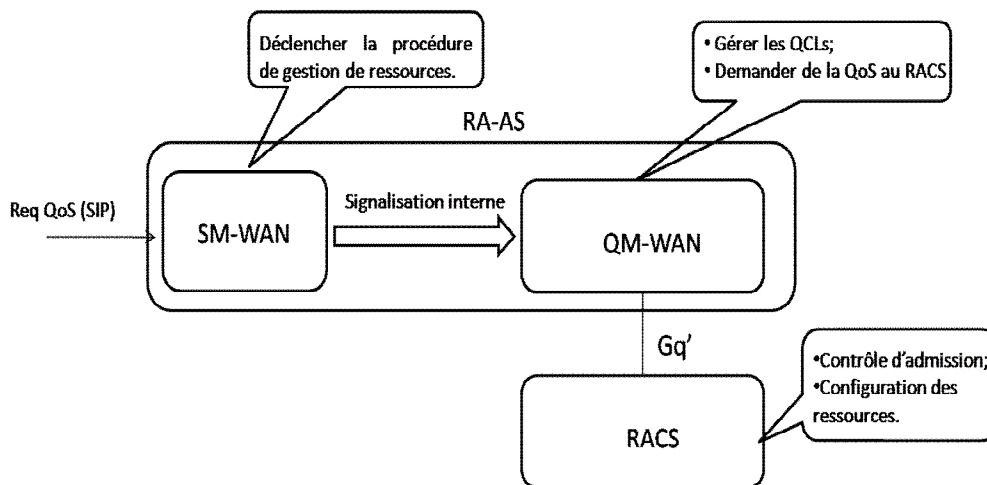 Déclencher la procédure
de gestion de ressources.
• Gérer les QCLs;
• Demander de la QoS au RACS
RA-AS
Req QoS (SIP)
SM-WAN
Signalisation interne
QM-WAN
Gq’
RACS
•Contrôle d’admission;
•Configuration des
ressources.